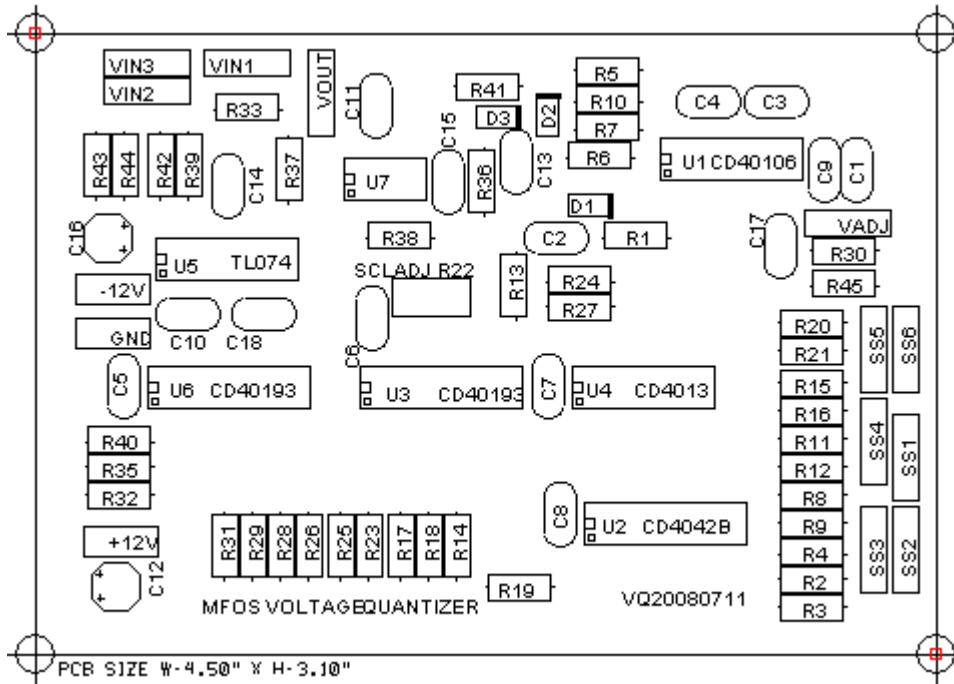 VIN3 VIN1
VIN2
VOUT
R33
C11
R41
D3
D2
R5
R10
R7
R6
C4 C3
R43
R44
R42
R39
C14
R37
U7
C15
R36
C13
U1 CD40106
C9
C1
C16
U5 TL074
R38
D1
C2
R1
C17
VADJ
R30
R45
-12V
SCLADJ R22
R13
R24
R27
GND
C10 C18
C6
R20
R21
SS5
SS6
C5
U6 CD40193
U3 CD40193
C7
U4 CD4013
R15
R16
R11
R12
R8
R9
R4
R2
R3
SS4
SS1
SS3
SS2
R40
R35
R32
+12V
C12
R31
R29
R28
R26
R25
R23
R17
R18
R14
C8
U2 CD4042B
R19
MFOS VOLTAGEQUANTIZER
VQ20080711
PCB SIZE W-4.50" X H-3.10"